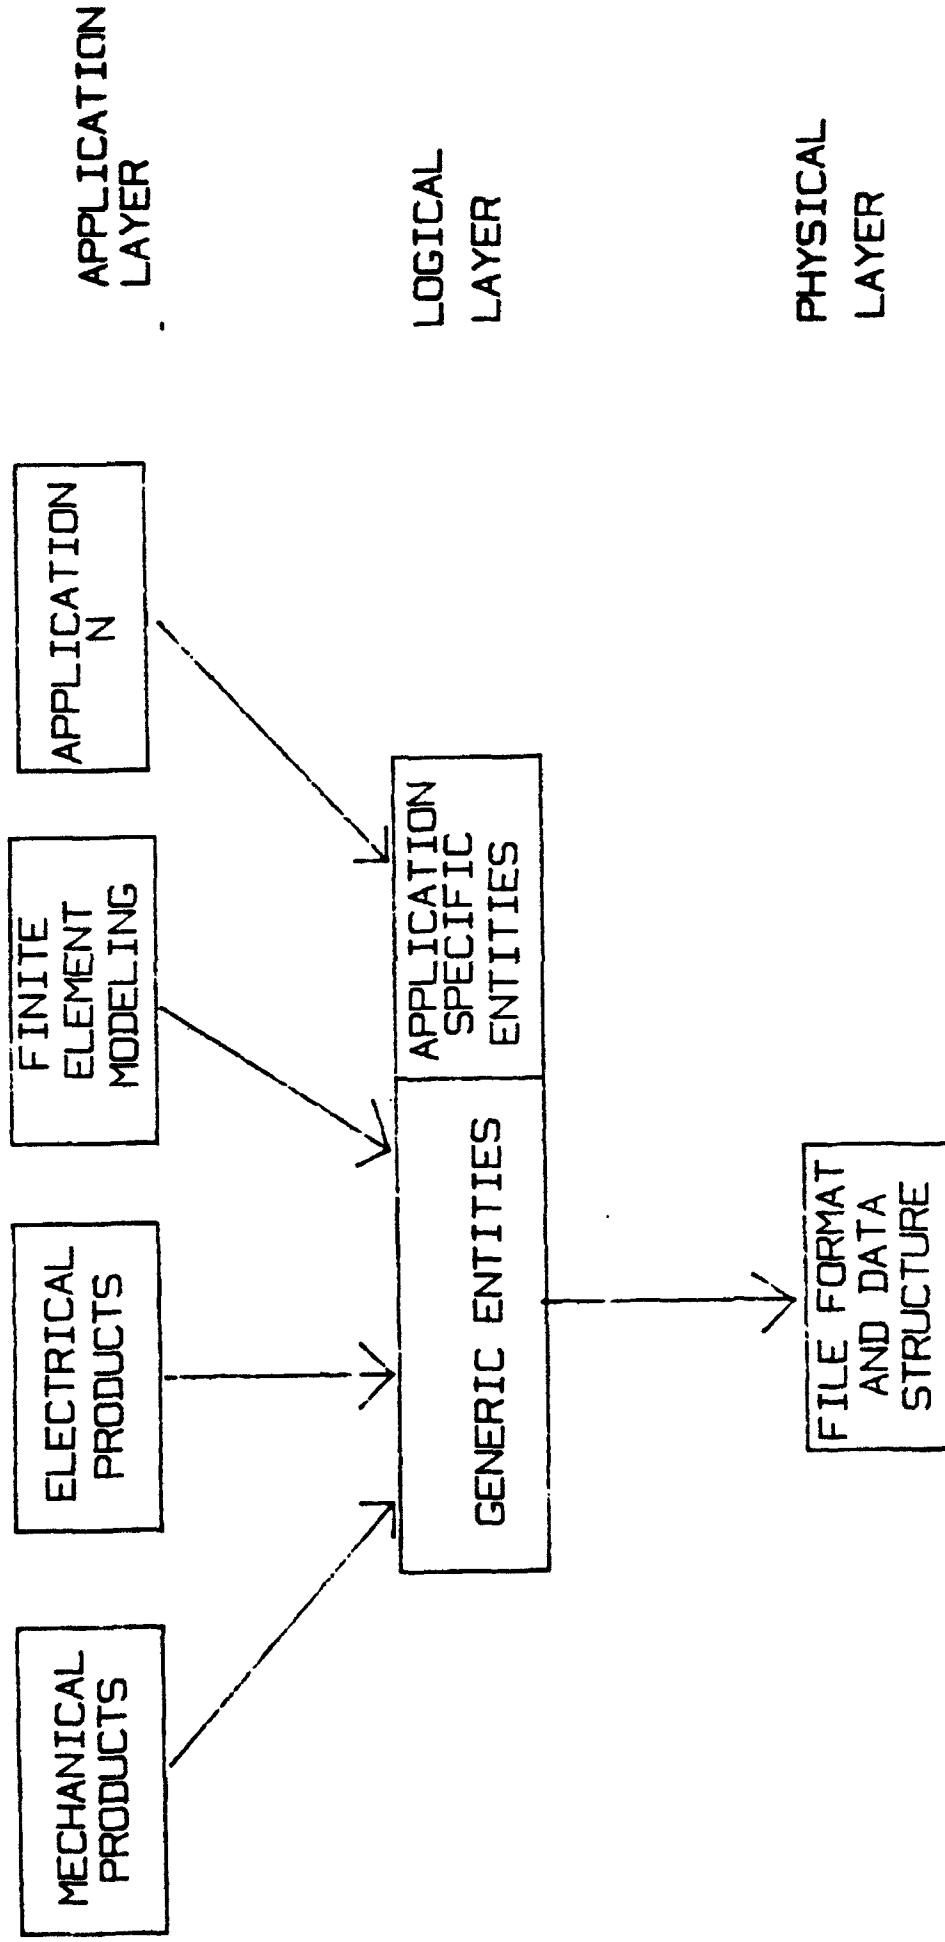 MECHANICAL
PRODUCTS
ELECTRICAL
PRODUCTS
FINITE
ELEMENT
MODELING
APPLICATION
N
APPLICATION
LAYER
GENERIC ENTITIES
APPLICATION
SPECIFIC
ENTITIES
LOGICAL
LAYER
FILE FORMAT
AND DATA
STRUCTURE
PHYSICAL
LAYER